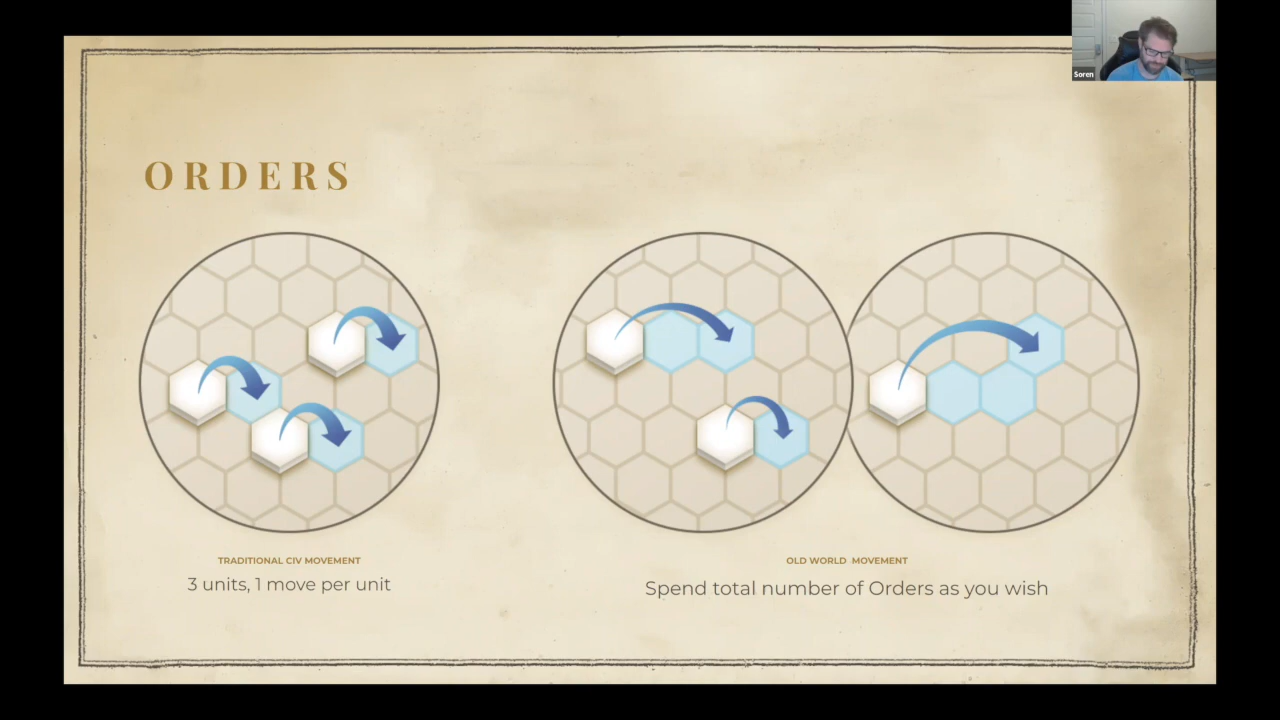 Soren
ORDERS
TRADITIONAL CIV MOVEMENT
3 units, 1 move per unit
OLD WORLD MOVEMENT
Spend total number of Orders as you wish